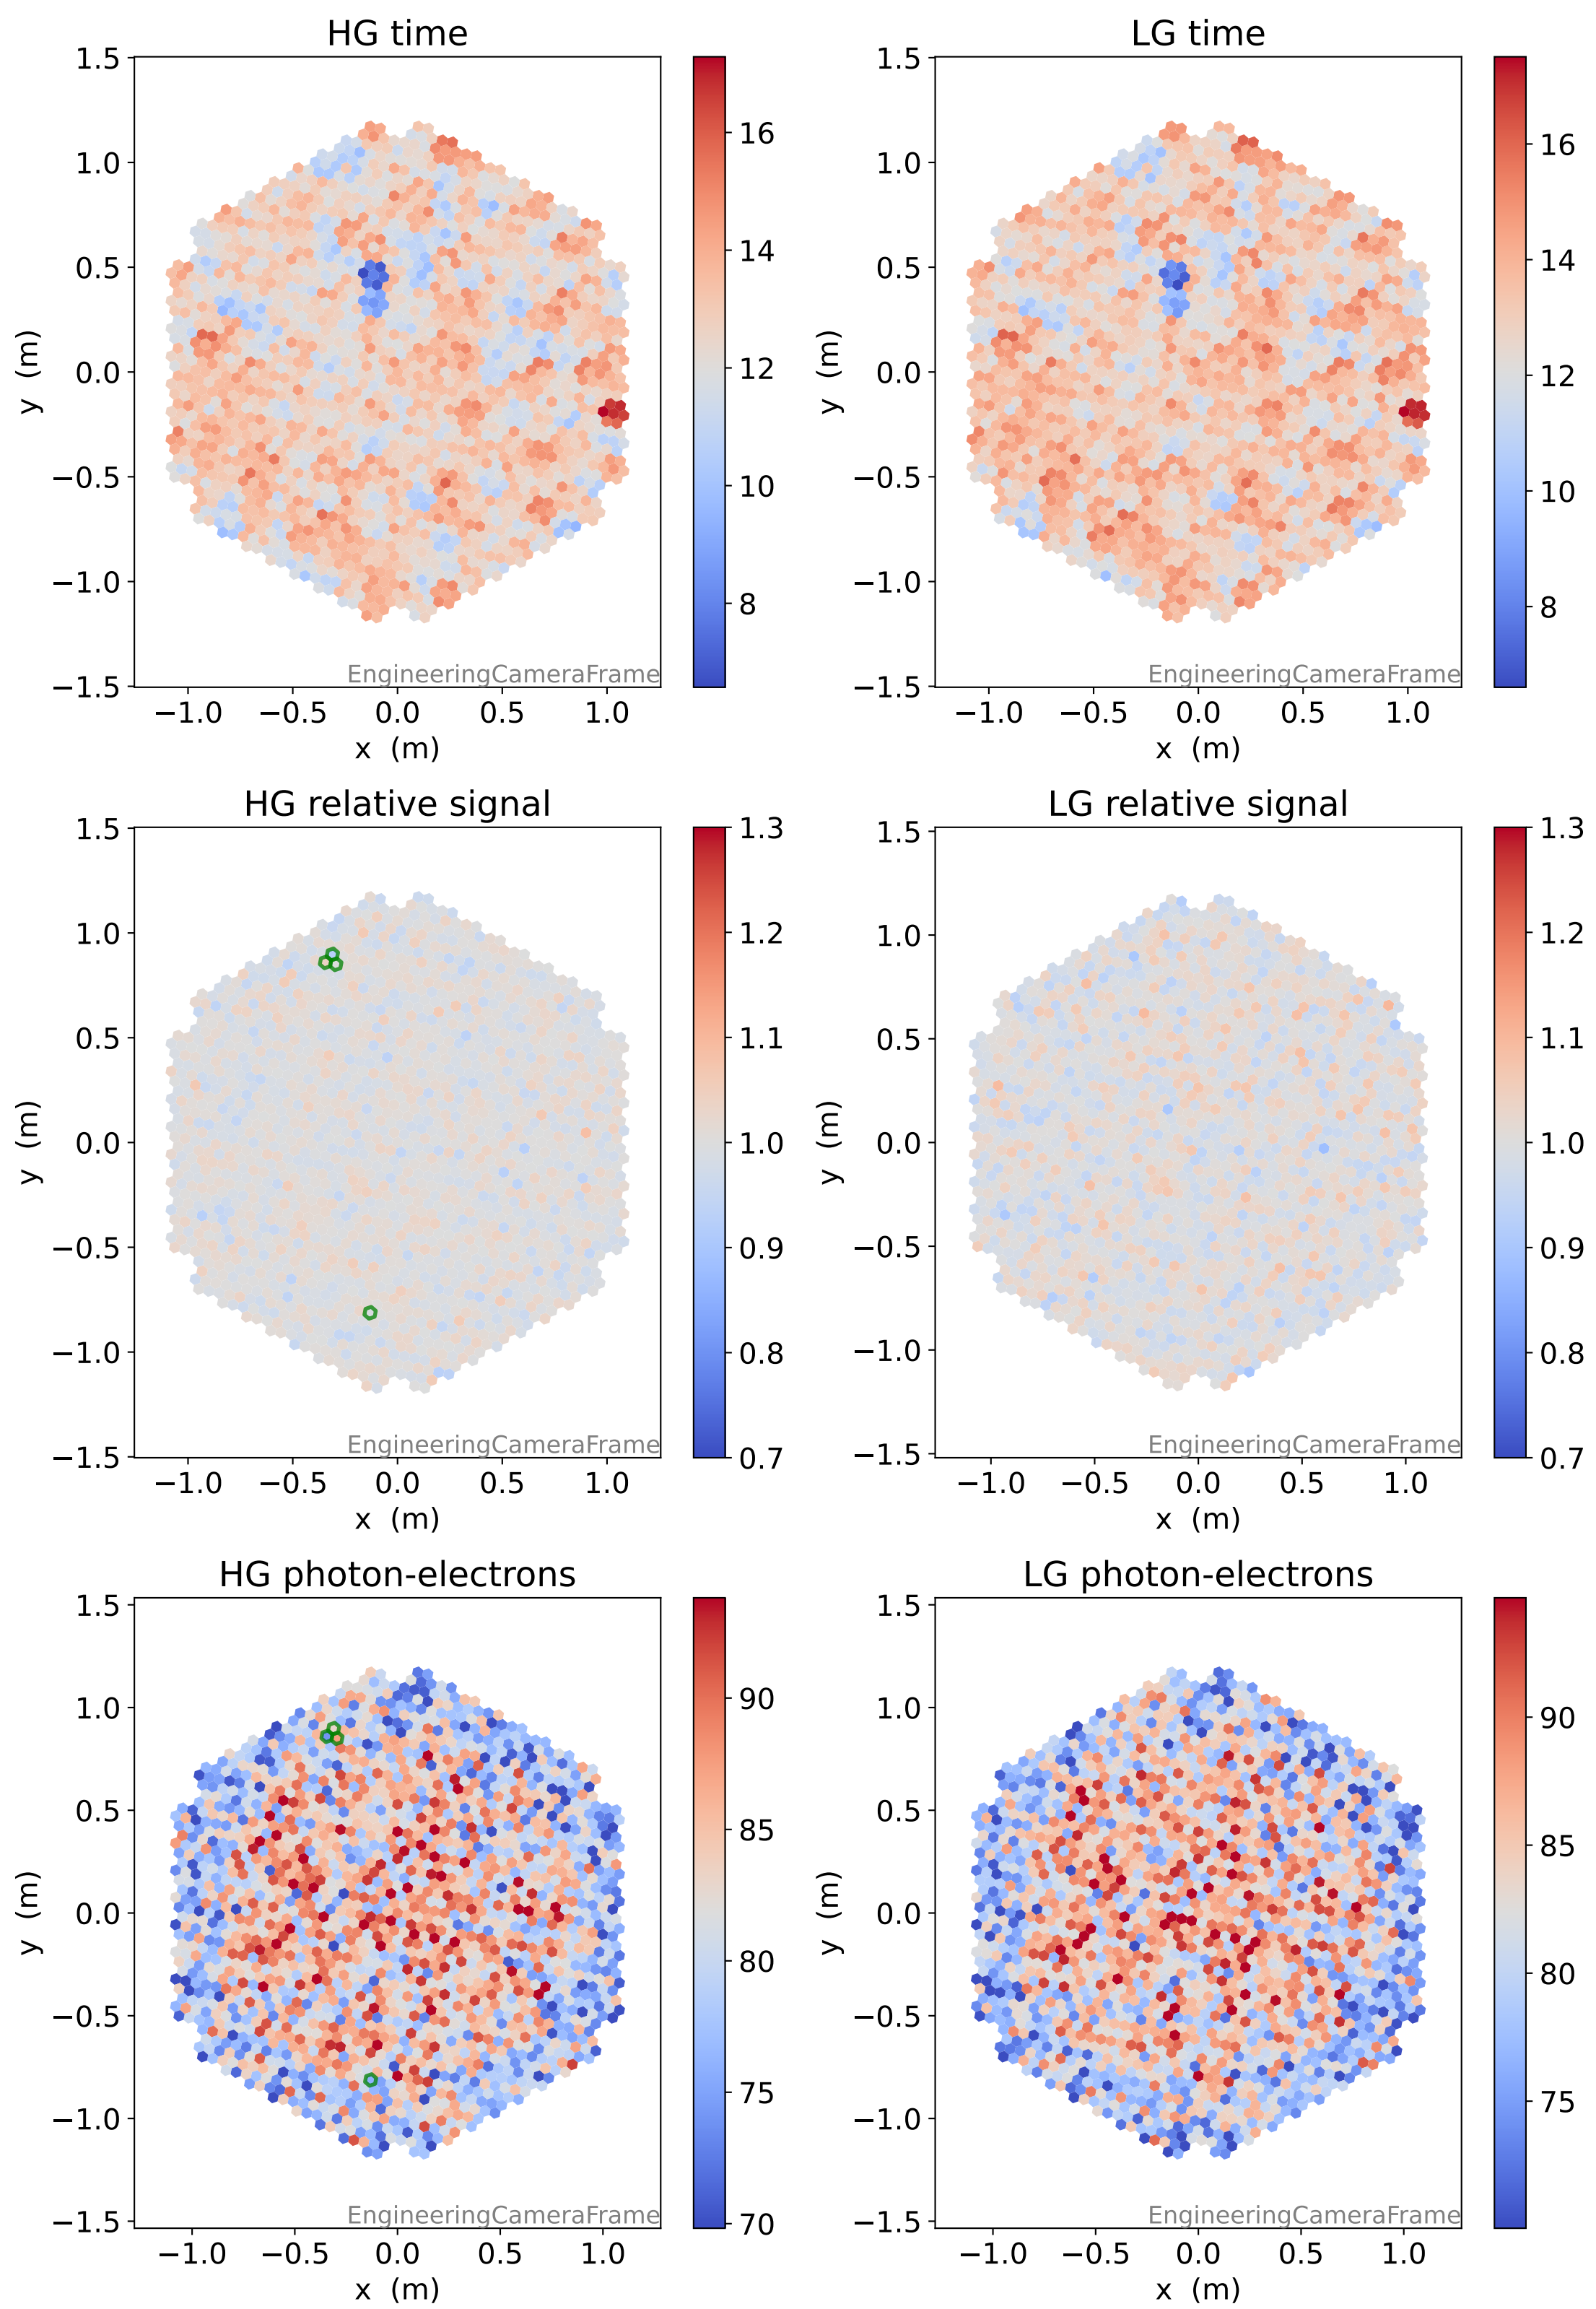 HG time
LG time
1.5
1.0
0.5
0.0
−0.5
−1.0
−1.5
y (m)
−1.0 −0.5 0.0 0.5 1.0
x (m)
EngineeringCameraFrame
16
14
12
10
8
1.5
1.0
0.5
0.0
−0.5
−1.0
−1.5
y (m)
−1.0 −0.5 0.0 0.5 1.0
x (m)
EngineeringCameraFrame
16
14
12
10
8
HG relative signal
LG relative signal
1.5
1.0
0.5
0.0
−0.5
−1.0
−1.5
y (m)
−1.0 −0.5 0.0 0.5 1.0
x (m)
EngineeringCameraFrame
1.3
1.2
1.1
1.0
0.9
0.8
0.7
1.5
1.0
0.5
0.0
−0.5
−1.0
−1.5
y (m)
−1.0 −0.5 0.0 0.5 1.0
x (m)
EngineeringCameraFrame
1.3
1.2
1.1
1.0
0.9
0.8
0.7
HG photon-electrons
LG photon-electrons
1.5
1.0
0.5
0.0
−0.5
−1.0
−1.5
y (m)
−1.0 −0.5 0.0 0.5 1.0
x (m)
EngineeringCameraFrame
90
85
80
75
70
1.5
1.0
0.5
0.0
−0.5
−1.0
−1.5
y (m)
−1.0 −0.5 0.0 0.5 1.0
x (m)
EngineeringCameraFrame
90
85
80
75